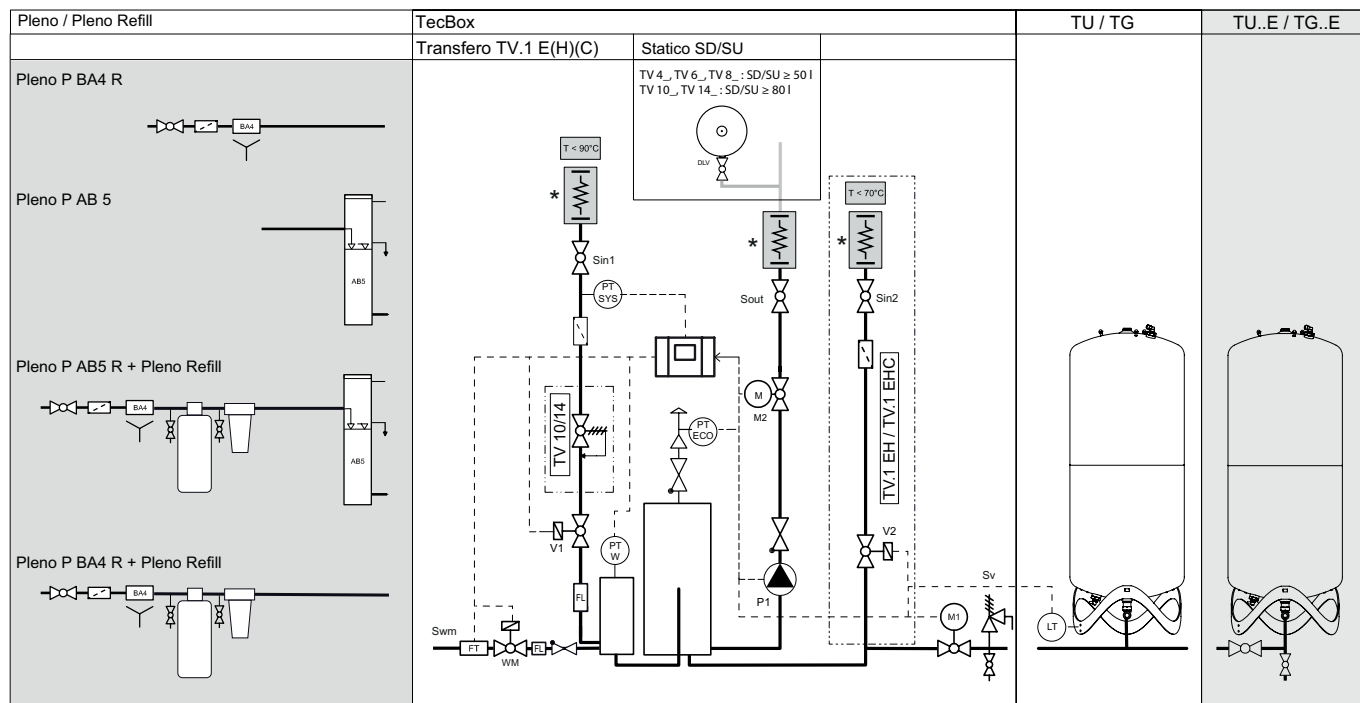 Pleno / Pleno Refill
TecBox
TU / TG
TU..E / TG..E
Transfero TV.1 E(H)(C)
Statico SD/SU
Pleno P BA4 R
BA4
Pleno P AB 5
AB5
Pleno P AB5 R + Pleno Refill
BA4
AB5
Pleno P BA4 R + Pleno Refill
BA4
TV 4_, TV 6_, TV 8_ : SD/SU ≥ 50 l
TV 10_, TV 14_ : SD/SU ≥ 80 l
DLV
T < 90°C
*
Sin1
PT
SYS
TV 10/14
V1
PT
W
FL
Swm
FT
WM
FL
*
Sout
M
M2
PT
ECO
P1
T < 70°C
*
Sin2
TV.1 EH / TV.1 EHC
V2
Sv
M1
LT